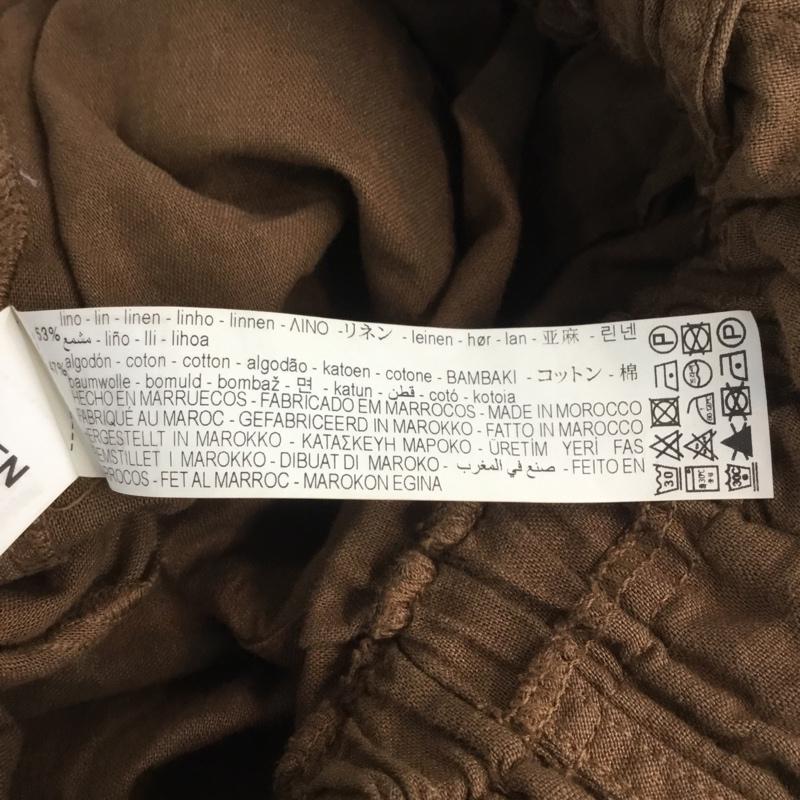 53% lino - lin - linen - linho - linnen - ΛΙΝΟ - リネン - leinen - hør - lan - 亚麻 - 린넨
مشمع - liño - lli - lihoa
47% algodón - coton - cotton - algodão - katoen - cotone - BAMBAKI - コットン - 棉
baumwolle - bomuld - bombaž - 면 - katun - قطن - cotó - kotoia
HECHO EN MARRUECOS - FABRICADO EM MARROCOS - MADE IN MOROCCO
FABRIQUÉ AU MAROC - GEFABRICEERD IN MAROKKO - FATTO IN MAROCCO
HERGESTELLT IN MAROKKO - ΚΑΤΑΣΚΕΥΗ ΜΑΡΟΚΟ - ÜRETİM YERİ FAS
FREMSTILLET I MAROKKO - DIBUAT DI MAROKO - صنع في المغرب - FEITO EN
MARROCOS - FET AL MARROC - MAROKON EGINA
P P
30